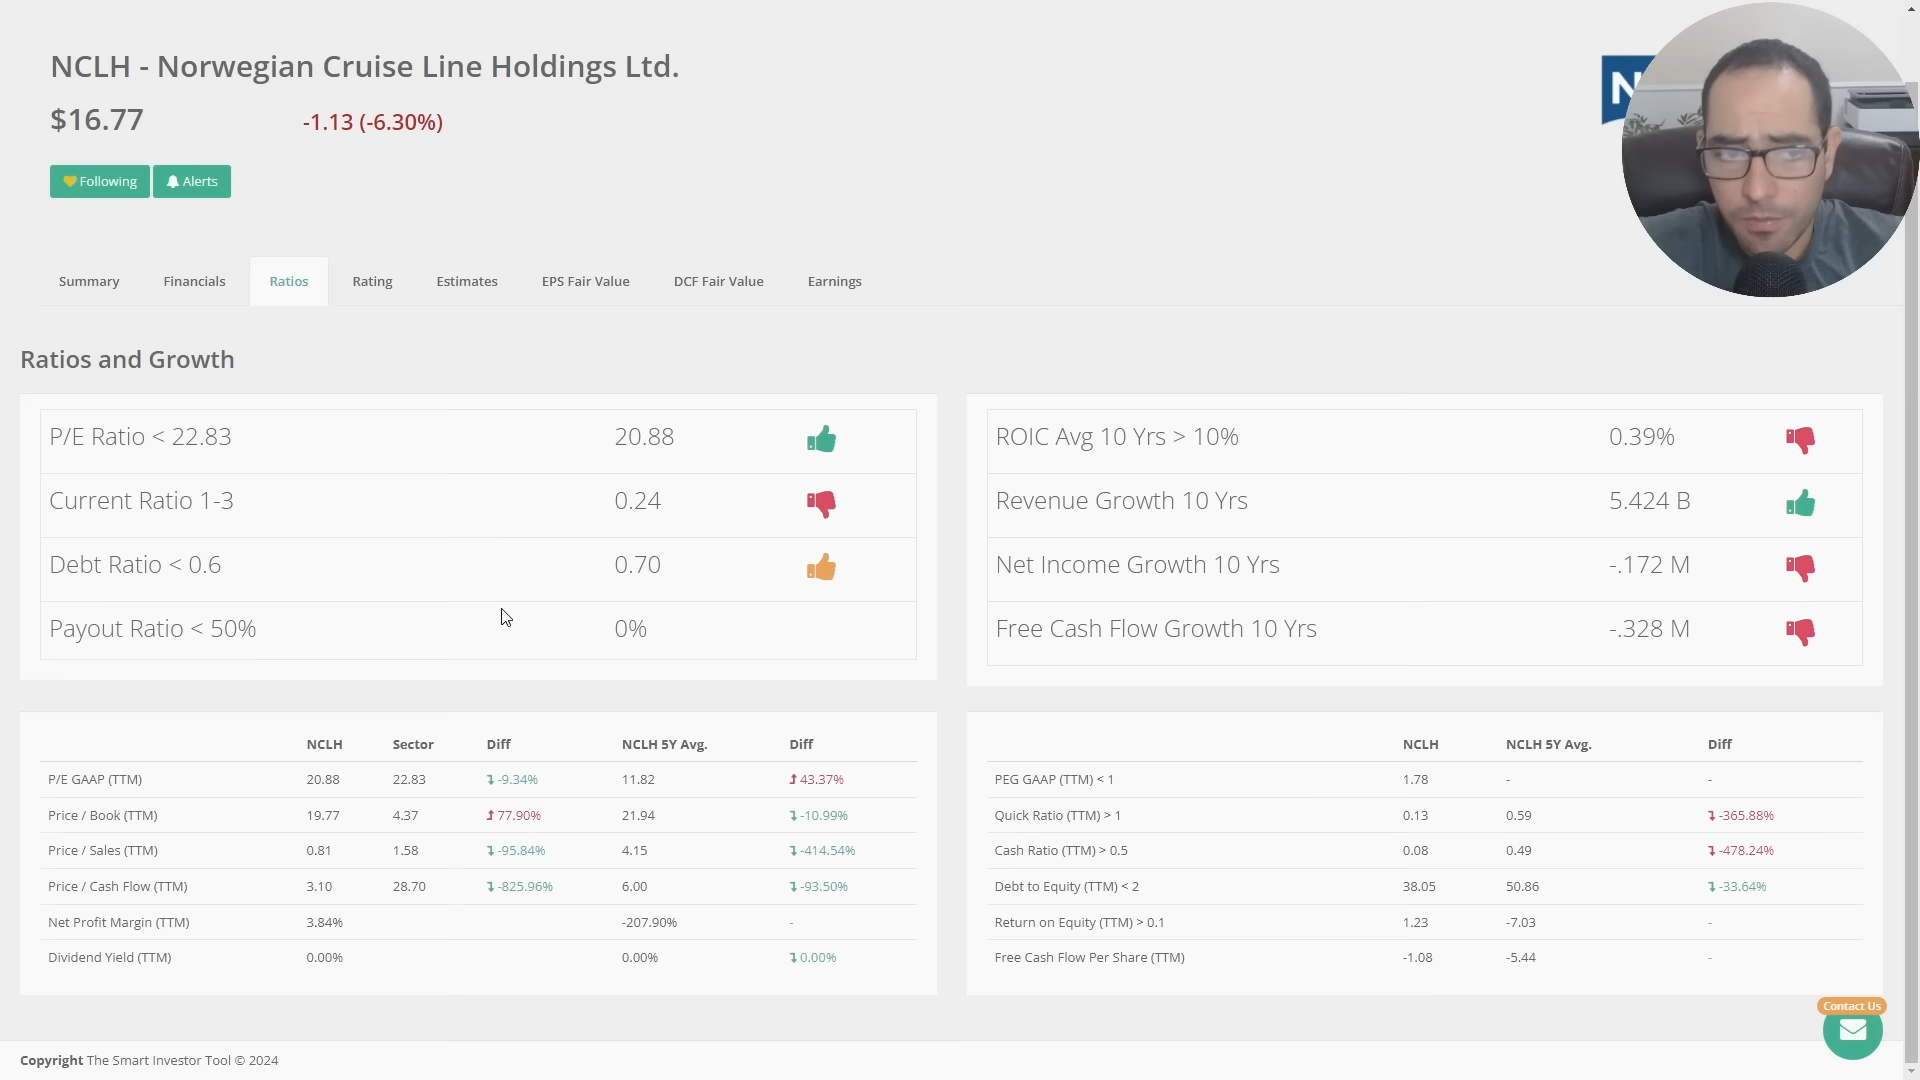 NCLH - Norwegian Cruise Line Holdings Ltd.
N
$16.77 -1.13 (-6.30%)
Following Alerts
Summary Financials Ratios Rating Estimates EPS Fair Value DCF Fair Value Earnings
Ratios and Growth
P/E Ratio < 22.83 20.88
Current Ratio 1-3 0.24
Debt Ratio < 0.6 0.70
Payout Ratio < 50% 0%
ROIC Avg 10 Yrs > 10% 0.39%
Revenue Growth 10 Yrs 5.424 B
Net Income Growth 10 Yrs -.172 M
Free Cash Flow Growth 10 Yrs -.328 M
NCLH Sector Diff NCLH 5Y Avg. Diff
P/E GAAP (TTM) 20.88 22.83 -9.34% 11.82 43.37%
Price / Book (TTM) 19.77 4.37 77.90% 21.94 -10.99%
Price / Sales (TTM) 0.81 1.58 -95.84% 4.15 -414.54%
Price / Cash Flow (TTM) 3.10 28.70 -825.96% 6.00 -93.50%
Net Profit Margin (TTM) 3.84% -207.90% -
Dividend Yield (TTM) 0.00% 0.00% 0.00%
NCLH NCLH 5Y Avg. Diff
PEG GAAP (TTM) < 1 1.78 - -
Quick Ratio (TTM) > 1 0.13 0.59 -365.88%
Cash Ratio (TTM) > 0.5 0.08 0.49 -478.24%
Debt to Equity (TTM) < 2 38.05 50.86 -33.64%
Return on Equity (TTM) > 0.1 1.23 -7.03 -
Free Cash Flow Per Share (TTM) -1.08 -5.44 -
Contact Us
Copyright The Smart Investor Tool © 2024